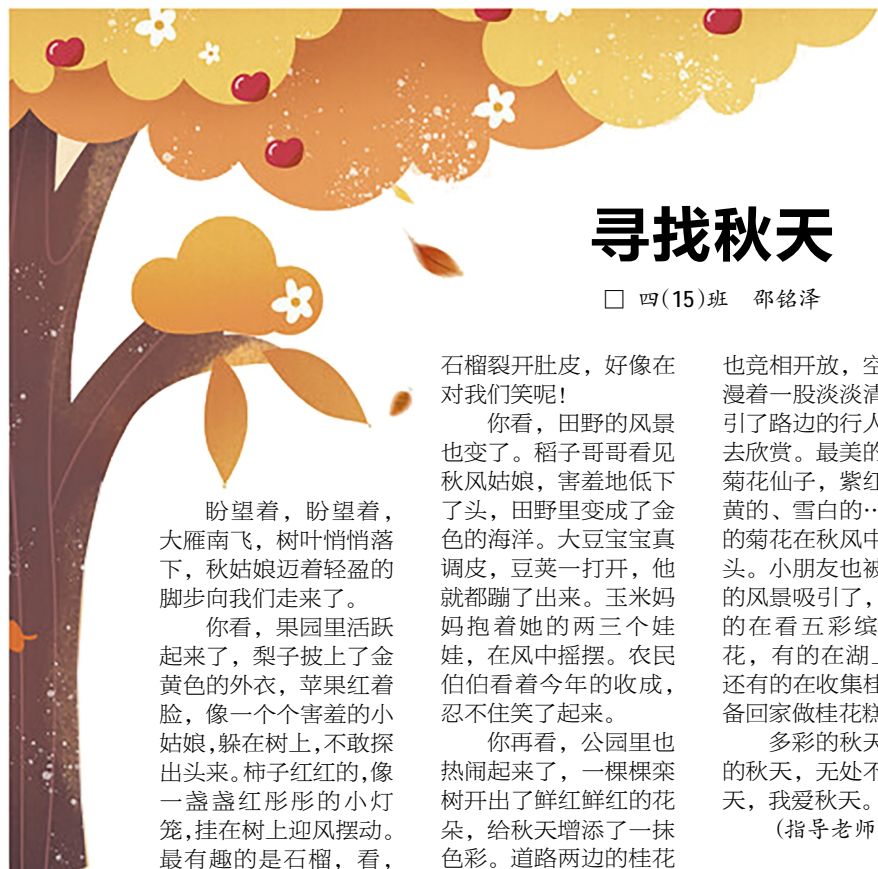 寻找秋天
□ 四(15)班 邵铭泽
盼望着，盼望着，
大雁南飞，树叶悄悄落
下，秋姑娘迈着轻盈的
脚步向我们走来了。
你看，果园里活跃
起来了，梨子披上了金
黄色的外衣，苹果红着
脸，像一个个害羞的小
姑娘,躲在树上,不敢探
出头来。柿子红红的,像
一盏盏红彤彤的小灯
笼,挂在树上迎风摆动。
最有趣的是石榴，看，
石榴裂开肚皮，好像在
对我们笑呢！
你看，田野的风景
也变了。稻子哥哥看见
秋风姑娘，害羞地低下
了头，田野里变成了金
色的海洋。大豆宝宝真
调皮，豆荚一打开，他
就都蹦了出来。玉米妈
妈抱着她的两三个娃
娃，在风中摇摆。农民
伯伯看着今年的收成，
忍不住笑了起来。
你再看，公园里也
热闹起来了，一棵棵栾
树开出了鲜红鲜红的花
朵，给秋天增添了一抹
色彩。道路两边的桂花
也竞相开放，空
漫着一股淡淡清
引了路边的行人
去欣赏。最美的
菊花仙子，紫红
黄的、雪白的…
的菊花在秋风中
头。小朋友也被
的风景吸引了，
的在看五彩缤
花，有的在湖上
还有的在收集桂
备回家做桂花糕
多彩的秋天
的秋天，无处不
天，我爱秋天。
(指导老师